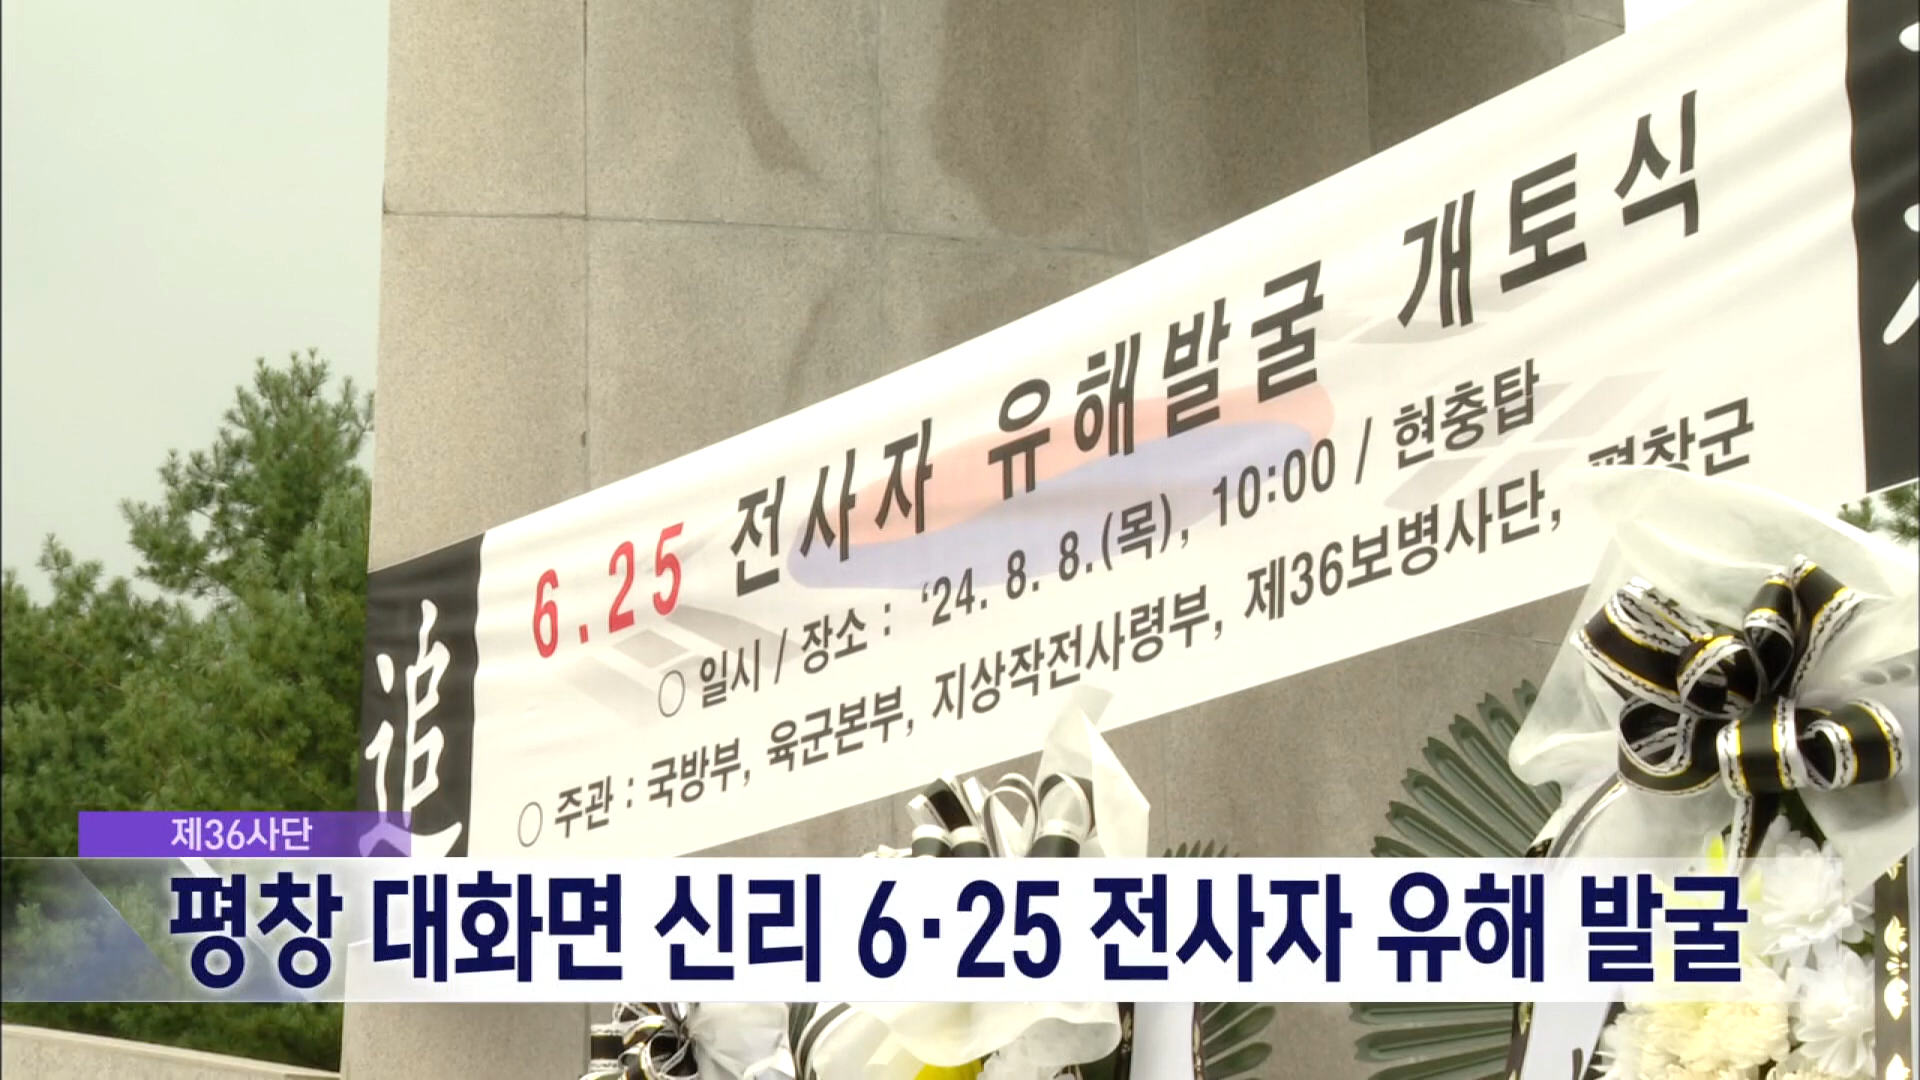 6.25 전사자 유해발굴 개토식
○ 일시 / 장소 : ‘24. 8. 8.(목), 10:00 / 현충탑
○ 주관 : 국방부, 육군본부, 지상작전사령부, 제36보병사단, 평창군
追
제36사단
평창 대화면 신리 6·25 전사자 유해 발굴